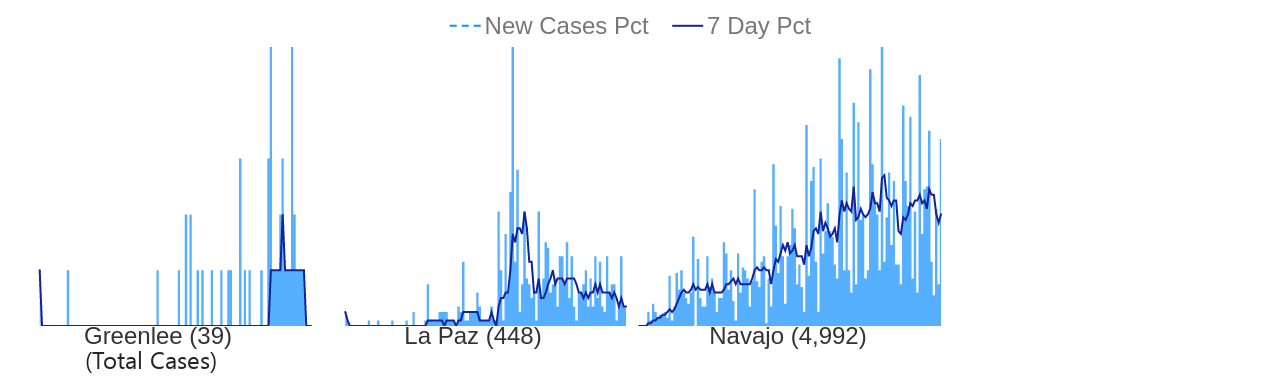 New Cases Pct 7 Day Pct
Greenlee (39) La Paz (448) Navajo (4,992)
(Total Cases)